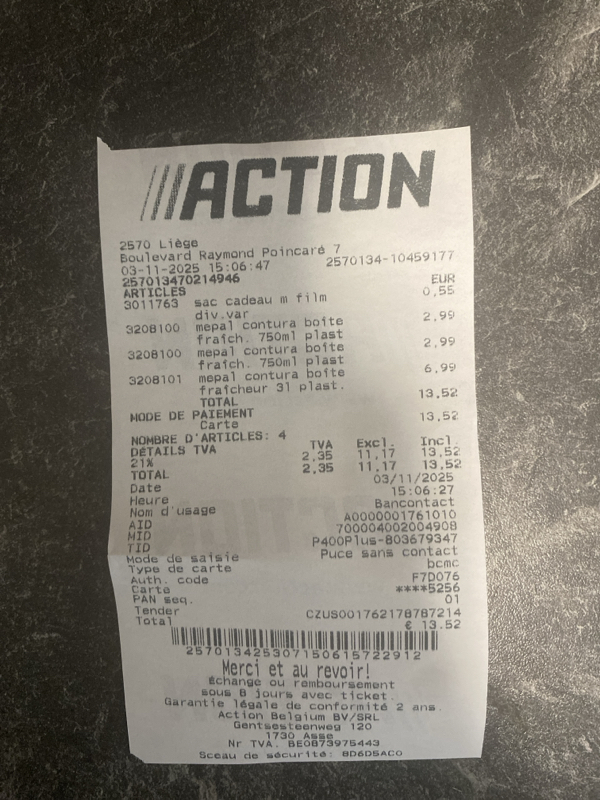 ///ACTION
2570 Liège
Boulevard Raymond Poincaré 7
03-11-2025 15:06:47 2570134-10459177
257013470214946
ARTICLES EUR
3011763 sac cadeau m film 0,55
div.var
3208100 mepal contura boîte 2,99
fraîch. 750ml plast
3208100 mepal contura boîte 2,99
fraîch. 750ml plast
3208101 mepal contura boîte 6,99
fraîcheur 3l plast.
TOTAL 13,52
MODE DE PAIEMENT
Carte 13,52
NOMBRE D'ARTICLES: 4
DÉTAILS TVA TVA Excl. Incl.
21% 2,35 11,17 13,52
TOTAL 2,35 11,17 13,52
Date 03/11/2025
Heure 15:06:27
Nom d'usage Bancontact
AID A0000001761010
MID 700004002004908
TID P400Plus-803679347
Mode de saisie Puce sans contact
Type de carte bcmc
Auth. code F7D076
Carte ****5256
PAN seq. 01
Tender CZUS001762178787214
Total € 13.52
257013425307150615722912
Merci et au revoir!
Échange ou remboursement
sous 8 jours avec ticket.
Garantie légale de conformité 2 ans.
Action Belgium BV/SRL
Gentsesteenweg 120
1730 Asse
Nr TVA. BE0873975443
Sceau de sécurité: 8D6D5AC0